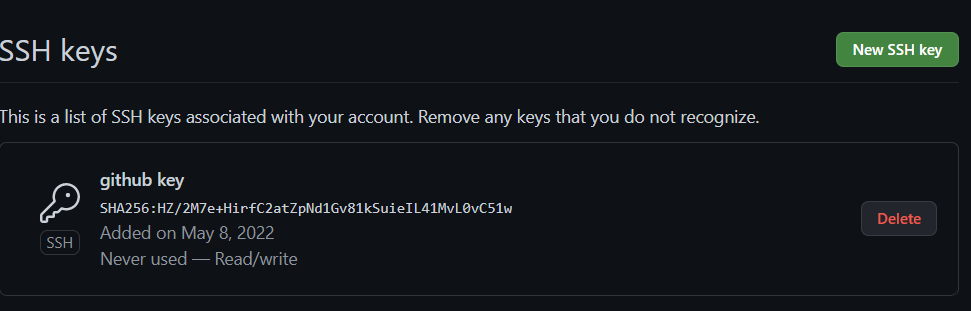 SSH keys
New SSH key
This is a list of SSH keys associated with your account. Remove any keys that you do not recognize.
github key
SHA256:HZ/2M7e+HirfC2atZpNd1Gv81kSuieIL41MvL0vC51w
SSH
Added on May 8, 2022
Never used — Read/write
Delete